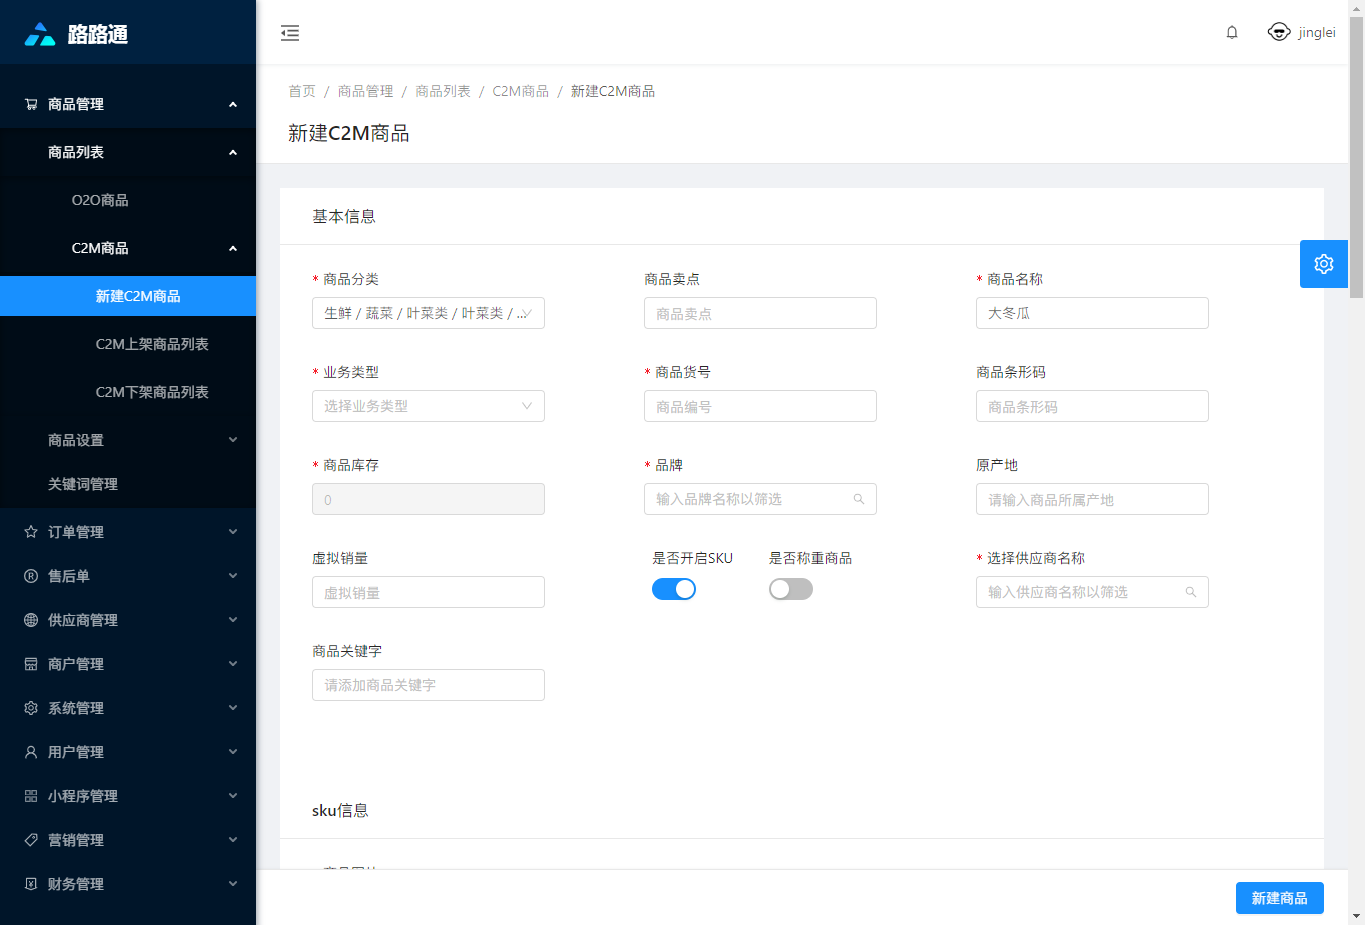 路路通
jinglei
商品管理
商品列表
O2O商品
C2M商品
新建C2M商品
C2M上架商品列表
C2M下架商品列表
商品设置
关键词管理
订单管理
售后单
供应商管理
商户管理
系统管理
用户管理
小程序管理
营销管理
财务管理
首页 / 商品管理 / 商品列表 / C2M商品 / 新建C2M商品
新建C2M商品
基本信息
* 商品分类
生鲜 / 蔬菜 / 叶菜类 / 叶菜类 / ...
商品卖点
商品卖点
* 商品名称
大冬瓜
* 业务类型
选择业务类型
* 商品货号
商品编号
商品条形码
商品条形码
* 商品库存
0
* 品牌
输入品牌名称以筛选
原产地
请输入商品所属产地
虚拟销量
虚拟销量
是否开启SKU
是否称重商品
* 选择供应商名称
输入供应商名称以筛选
商品关键字
请添加商品关键字
sku信息
新建商品